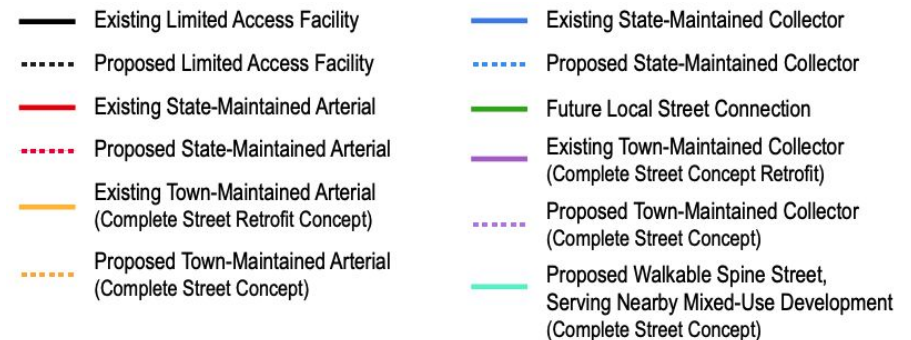 Existing Limited Access Facility
Proposed Limited Access Facility
Existing State-Maintained Arterial
Proposed State-Maintained Arterial
Existing Town-Maintained Arterial
(Complete Street Retrofit Concept)
Proposed Town-Maintained Arterial
(Complete Street Concept)
Existing State-Maintained Collector
Proposed State-Maintained Collector
Future Local Street Connection
Existing Town-Maintained Collector
(Complete Street Concept Retrofit)
Proposed Town-Maintained Collector
(Complete Street Concept)
Proposed Walkable Spine Street,
Serving Nearby Mixed-Use Development
(Complete Street Concept)